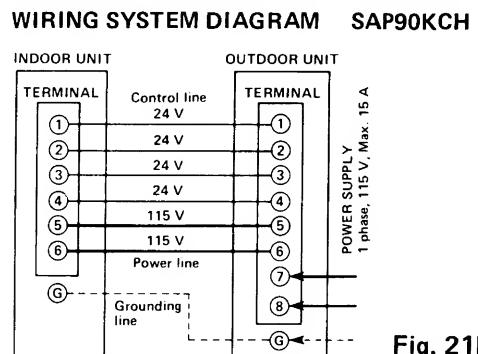 WIRING SYSTEM DIAGRAM SAP90KCH
INDOOR UNIT
OUTDOOR UNIT
TERMINAL
Control line
TERMINAL
1 24 V 1
2 24 V 2
3 24 V 3
4 24 V 4
5 115 V 5
6 115 V 6
Power line
7
8
G
Grounding
line
G
POWER SUPPLY
1 phase, 115 V, Max. 15 A
Fig. 21